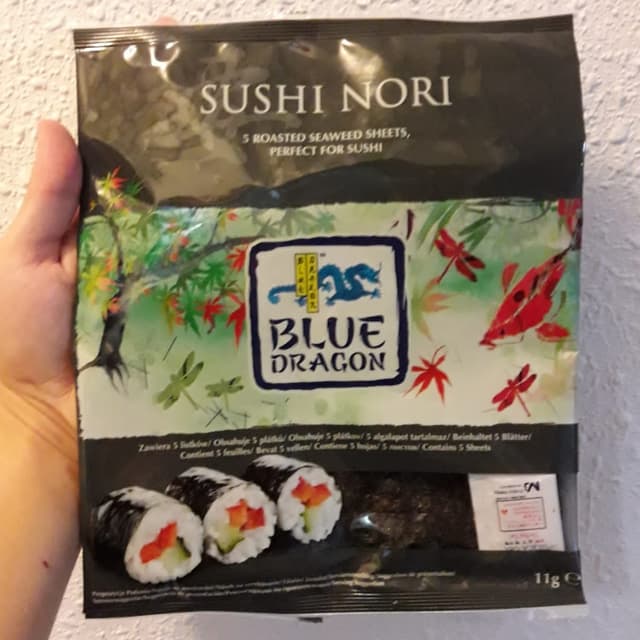 SUSHI NORI
5 ROASTED SEAWEED SHEETS,
PERFECT FOR SUSHI
BLUE
DRAGON
Zawiera 5 listków/ Obsahuje 5 plátků/ Obsahuje 5 plátkov/ 5 algalapot tartalmaz/ Beinhaltet 5 Blätter/
Contient 5 feuilles/ Bevat 5 vellen/ Contiene 5 hojas/ 5 листов/ Contains 5 Sheets
11g ℮